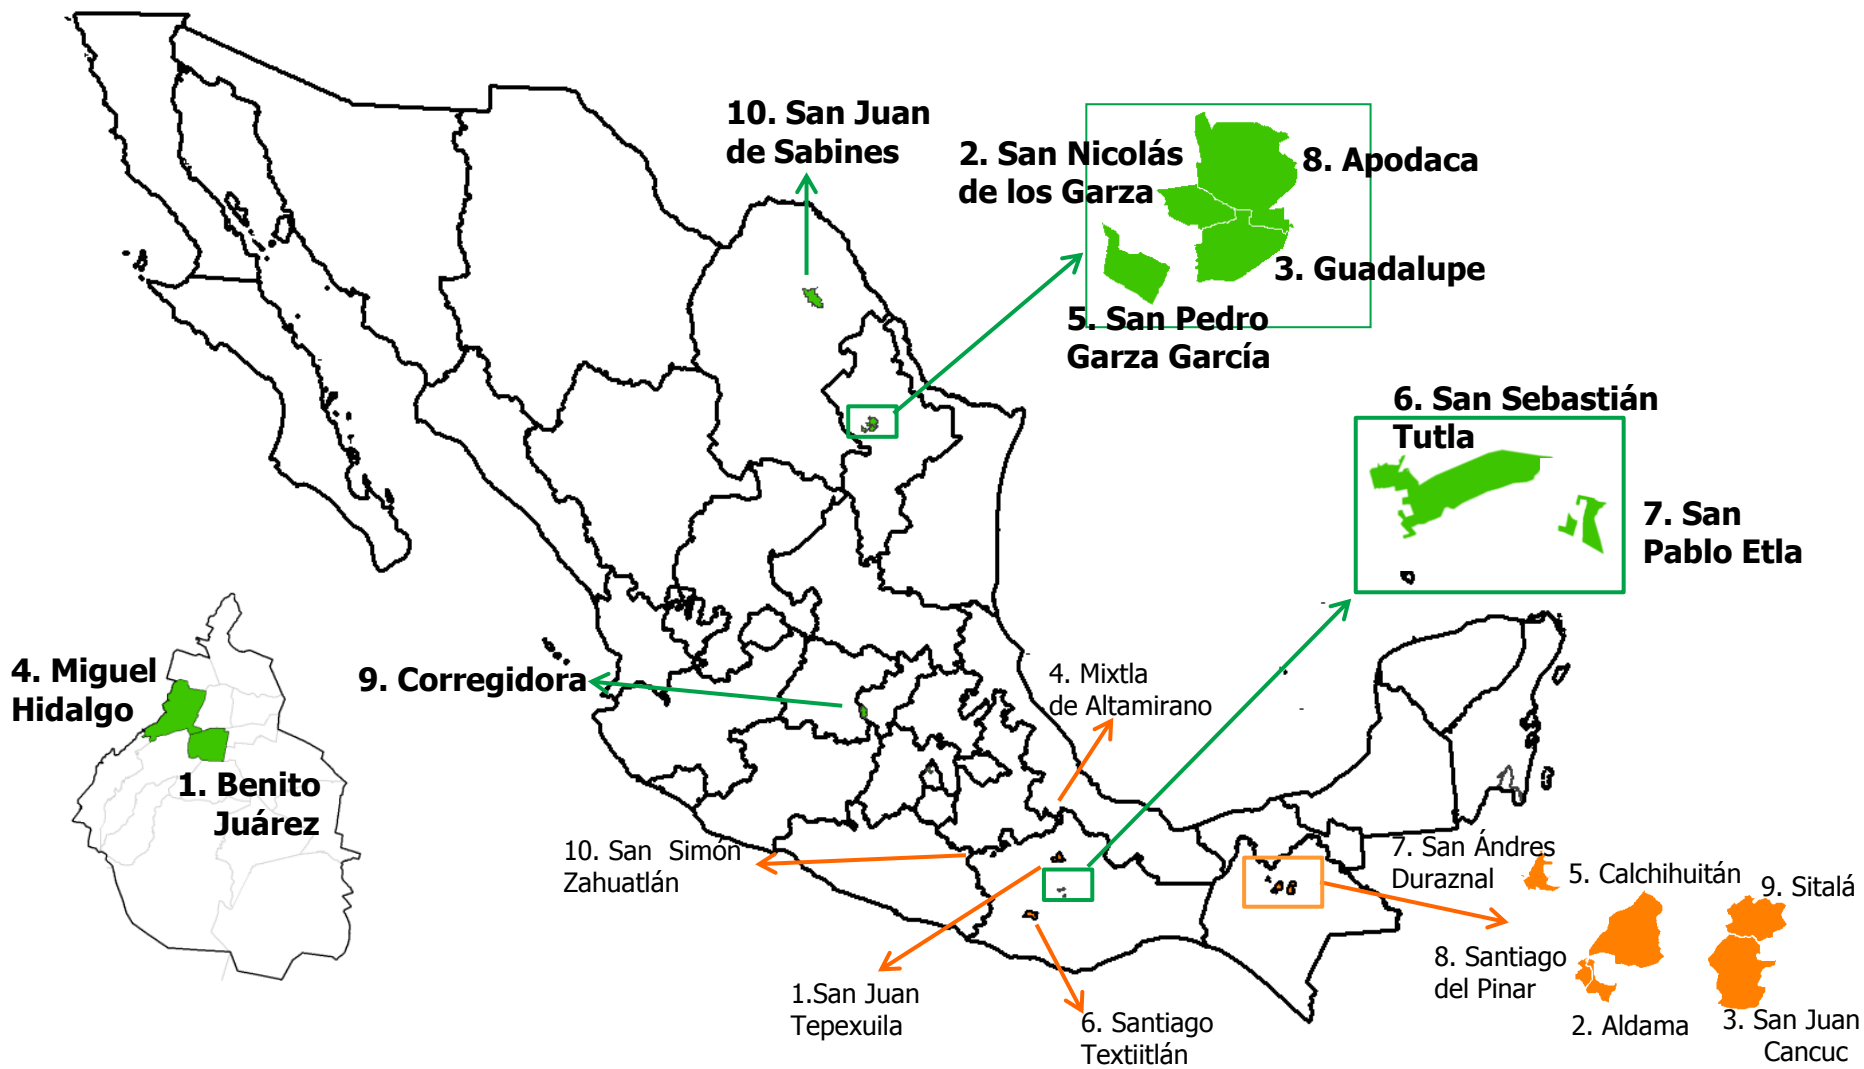 10. San Juan
de Sabines
2. San Nicolás
de los Garza
8. Apodaca
3. Guadalupe
5. San Pedro
Garza García
6. San Sebastián
Tutla
7. San
Pablo Etla
4. Miguel
Hidalgo
1. Benito
Juárez
9. Corregidora
4. Mixtla
de Altamirano
10. San Simón
Zahuatlán
1.San Juan
Tepexuila
6. Santiago
Textiitlán
7. San Ándres
Duraznal
5. Calchihuitán
9. Sitalá
8. Santiago
del Pinar
2. Aldama
3. San Juan
Cancuc